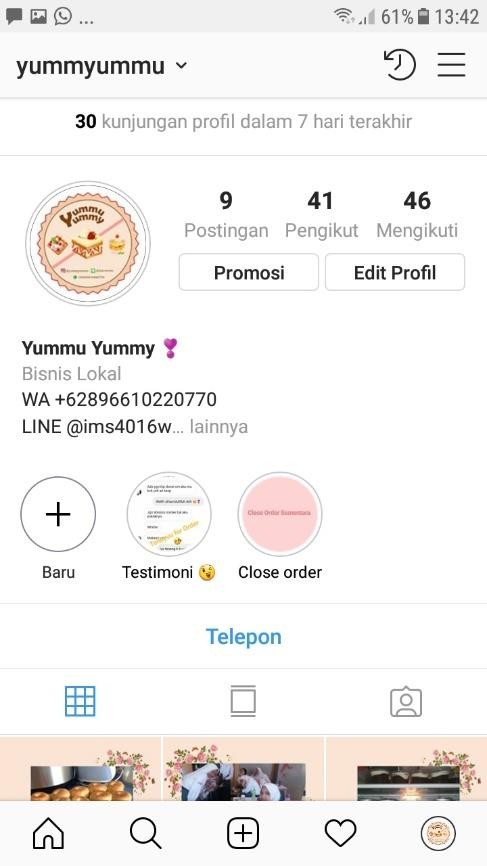 ... 61% 13:42
yummyummu
30 kunjungan profil dalam 7 hari terakhir
Yummu
Yummy
9 41 46
Postingan Pengikut Mengikuti
Promosi Edit Profil
Yummu Yummy
Bisnis Lokal
WA +62896610220770
LINE @ims4016w... lainnya
Close Order Sementara
Baru Testimoni Close order
Telepon